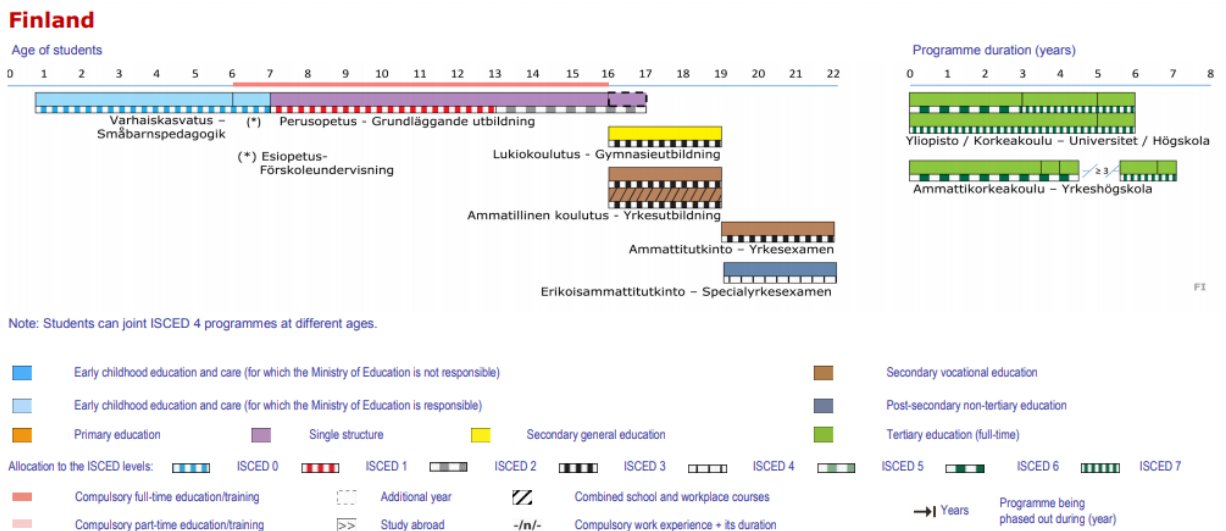 Finland
Age of students
Programme duration (years)
0 1 2 3 4 5 6 7 8 9 10 11 12 13 14 15 16 17 18 19 20 21 22
0 1 2 3 4 5 6 7 8
Varhaiskasvatus –
Småbarnspedagogik
(*)
Perusopetus - Grundläggande utbildning
(*) Esiopetus-
Förskoleundervisning
Lukiokoulutus - Gymnasieutbildning
Ammatillinen koulutus - Yrkesutbildning
Ammattitutkinto – Yrkesexamen
Erikoisammattitutkinto – Specialyrkesexamen
Yliopisto / Korkeakoulu – Universitet / Högskola
≥ 3
Ammattikorkeakoulu – Yrkeshögskola
FI
Note: Students can joint ISCED 4 programmes at different ages.
Early childhood education and care (for which the Ministry of Education is not responsible)
Secondary vocational education
Early childhood education and care (for which the Ministry of Education is responsible)
Post-secondary non-tertiary education
Primary education
Single structure
Secondary general education
Tertiary education (full-time)
Allocation to the ISCED levels:
ISCED 0
ISCED 1
ISCED 2
ISCED 3
ISCED 4
ISCED 5
ISCED 6
ISCED 7
Compulsory full-time education/training
Additional year
Combined school and workplace courses
Years
Programme being
phased out during (year)
Compulsory part-time education/training
>>
Study abroad
-/n/-
Compulsory work experience + its duration